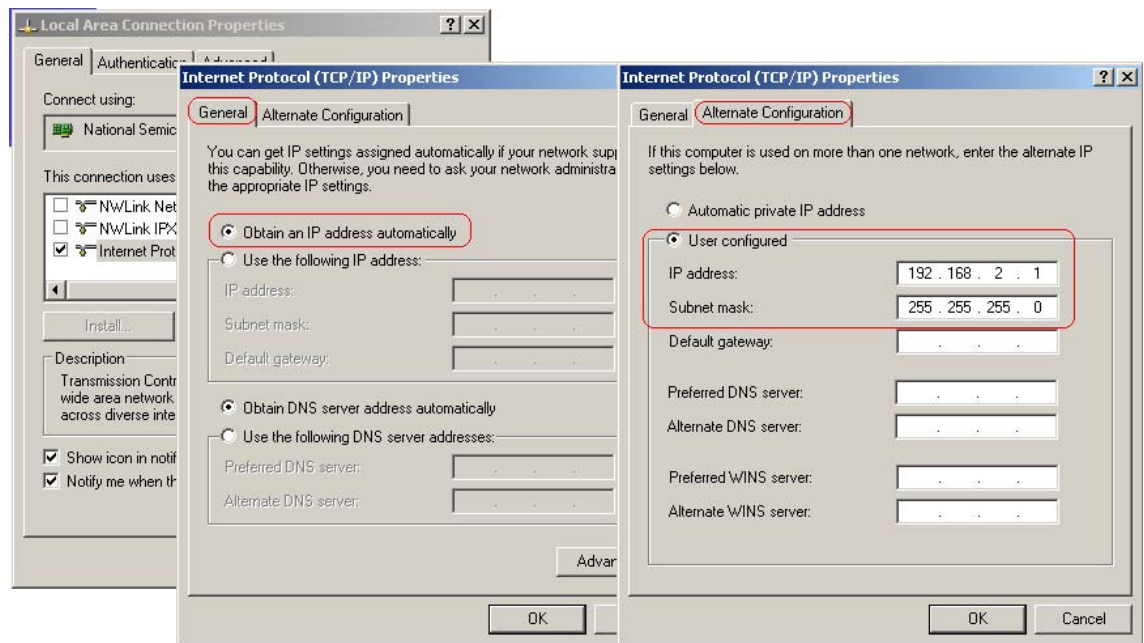 Local Area Connection Properties
General Authentication Advanced
Connect using:
National Semic
This connection uses
NWLink Net
NWLink IPX
Internet Prot
Install...
Description
Transmission Contr
wide area network
across diverse inte
Show icon in notif
Notify me when th
Internet Protocol (TCP/IP) Properties
General Alternate Configuration
You can get IP settings assigned automatically if your network supp
this capability. Otherwise, you need to ask your network administra
the appropriate IP settings.
Obtain an IP address automatically
Use the following IP address:
IP address:
Subnet mask:
Default gateway:
Obtain DNS server address automatically
Use the following DNS server addresses:
Preferred DNS server:
Alternate DNS server:
Advan
OK
Internet Protocol (TCP/IP) Properties
General Alternate Configuration
If this computer is used on more than one network, enter the alternate IP
settings below.
Automatic private IP address
User configured
IP address: 192 . 168 . 2 . 1
Subnet mask: 255 . 255 . 255 . 0
Default gateway:
Preferred DNS server:
Alternate DNS server:
Preferred WINS server:
Alternate WINS server:
OK Cancel